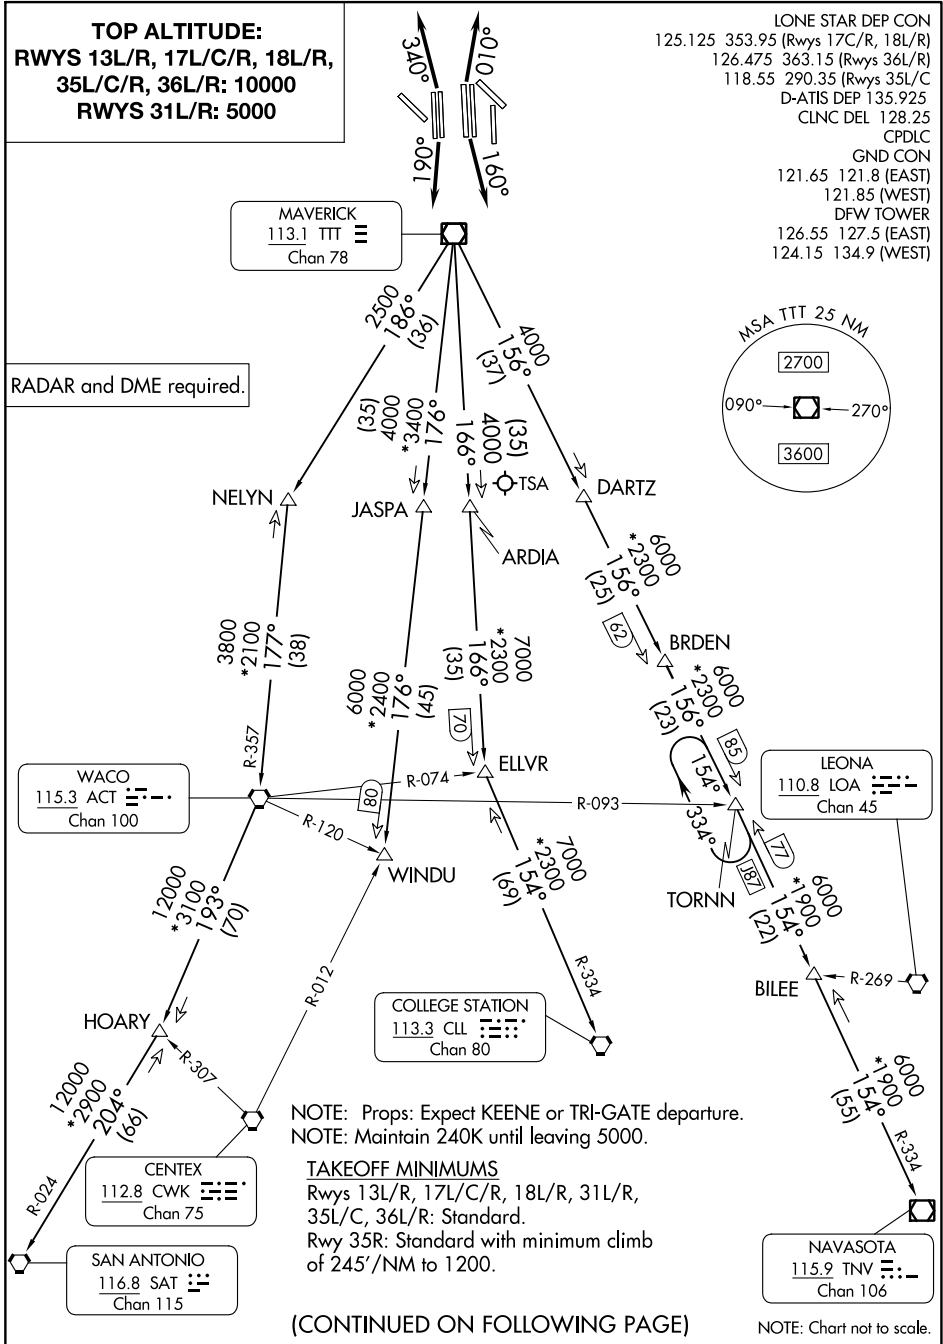 TOP ALTITUDE:
RWYS 13L/R, 17L/C/R, 18L/R,
35L/C/R, 36L/R: 10000
RWYS 31L/R: 5000
LONE STAR DEP CON
125.125 353.95 (Rwys 17C/R, 18L/R)
126.475 363.15 (Rwys 36L/R)
118.55 290.35 (Rwys 35L/C
D-ATIS DEP 135.925
CLNC DEL 128.25
CPDLC
GND CON
121.65 121.8 (EAST)
121.85 (WEST)
DFW TOWER
126.55 127.5 (EAST)
124.15 134.9 (WEST)
340°
010°
190°
160°
MAVERICK
113.1 TTT
Chan 78
MSA TTT 25 NM
2700
090°
270°
3600
RADAR and DME required.
2500
186°
(36)
(35)
4000
*3400
176°
(35)
4000
166°
4000
156°
(37)
TSA
NELYN
JASPA
ARDIA
DARTZ
6000
*2300
156°
(25)
62
BRDEN
3800
*2100
177°
(38)
R-357
6000
*2400
176°
(45)
80
7000
*2300
166°
(35)
70
ELLVR
6000
*2300
156°
(23)
85
154°
334°
J87
77
TORNN
WACO
115.3 ACT
Chan 100
R-074
R-093
R-120
WINDU
LEONA
110.8 LOA
Chan 45
12000
*3100
193°
(70)
7000
*2300
154°
(69)
R-334
6000
*1900
154°
(22)
BILEE
R-269
R-012
HOARY
R-307
COLLEGE STATION
113.3 CLL
Chan 80
12000
*2900
204°
(66)
R-024
6000
*1900
154°
(55)
R-334
NOTE: Props: Expect KEENE or TRI-GATE departure.
NOTE: Maintain 240K until leaving 5000.
CENTEX
112.8 CWK
Chan 75
TAKEOFF MINIMUMS
Rwys 13L/R, 17L/C/R, 18L/R, 31L/R,
35L/C, 36L/R: Standard.
Rwy 35R: Standard with minimum climb
of 245'/NM to 1200.
SAN ANTONIO
116.8 SAT
Chan 115
NAVASOTA
115.9 TNV
Chan 106
(CONTINUED ON FOLLOWING PAGE)
NOTE: Chart not to scale.